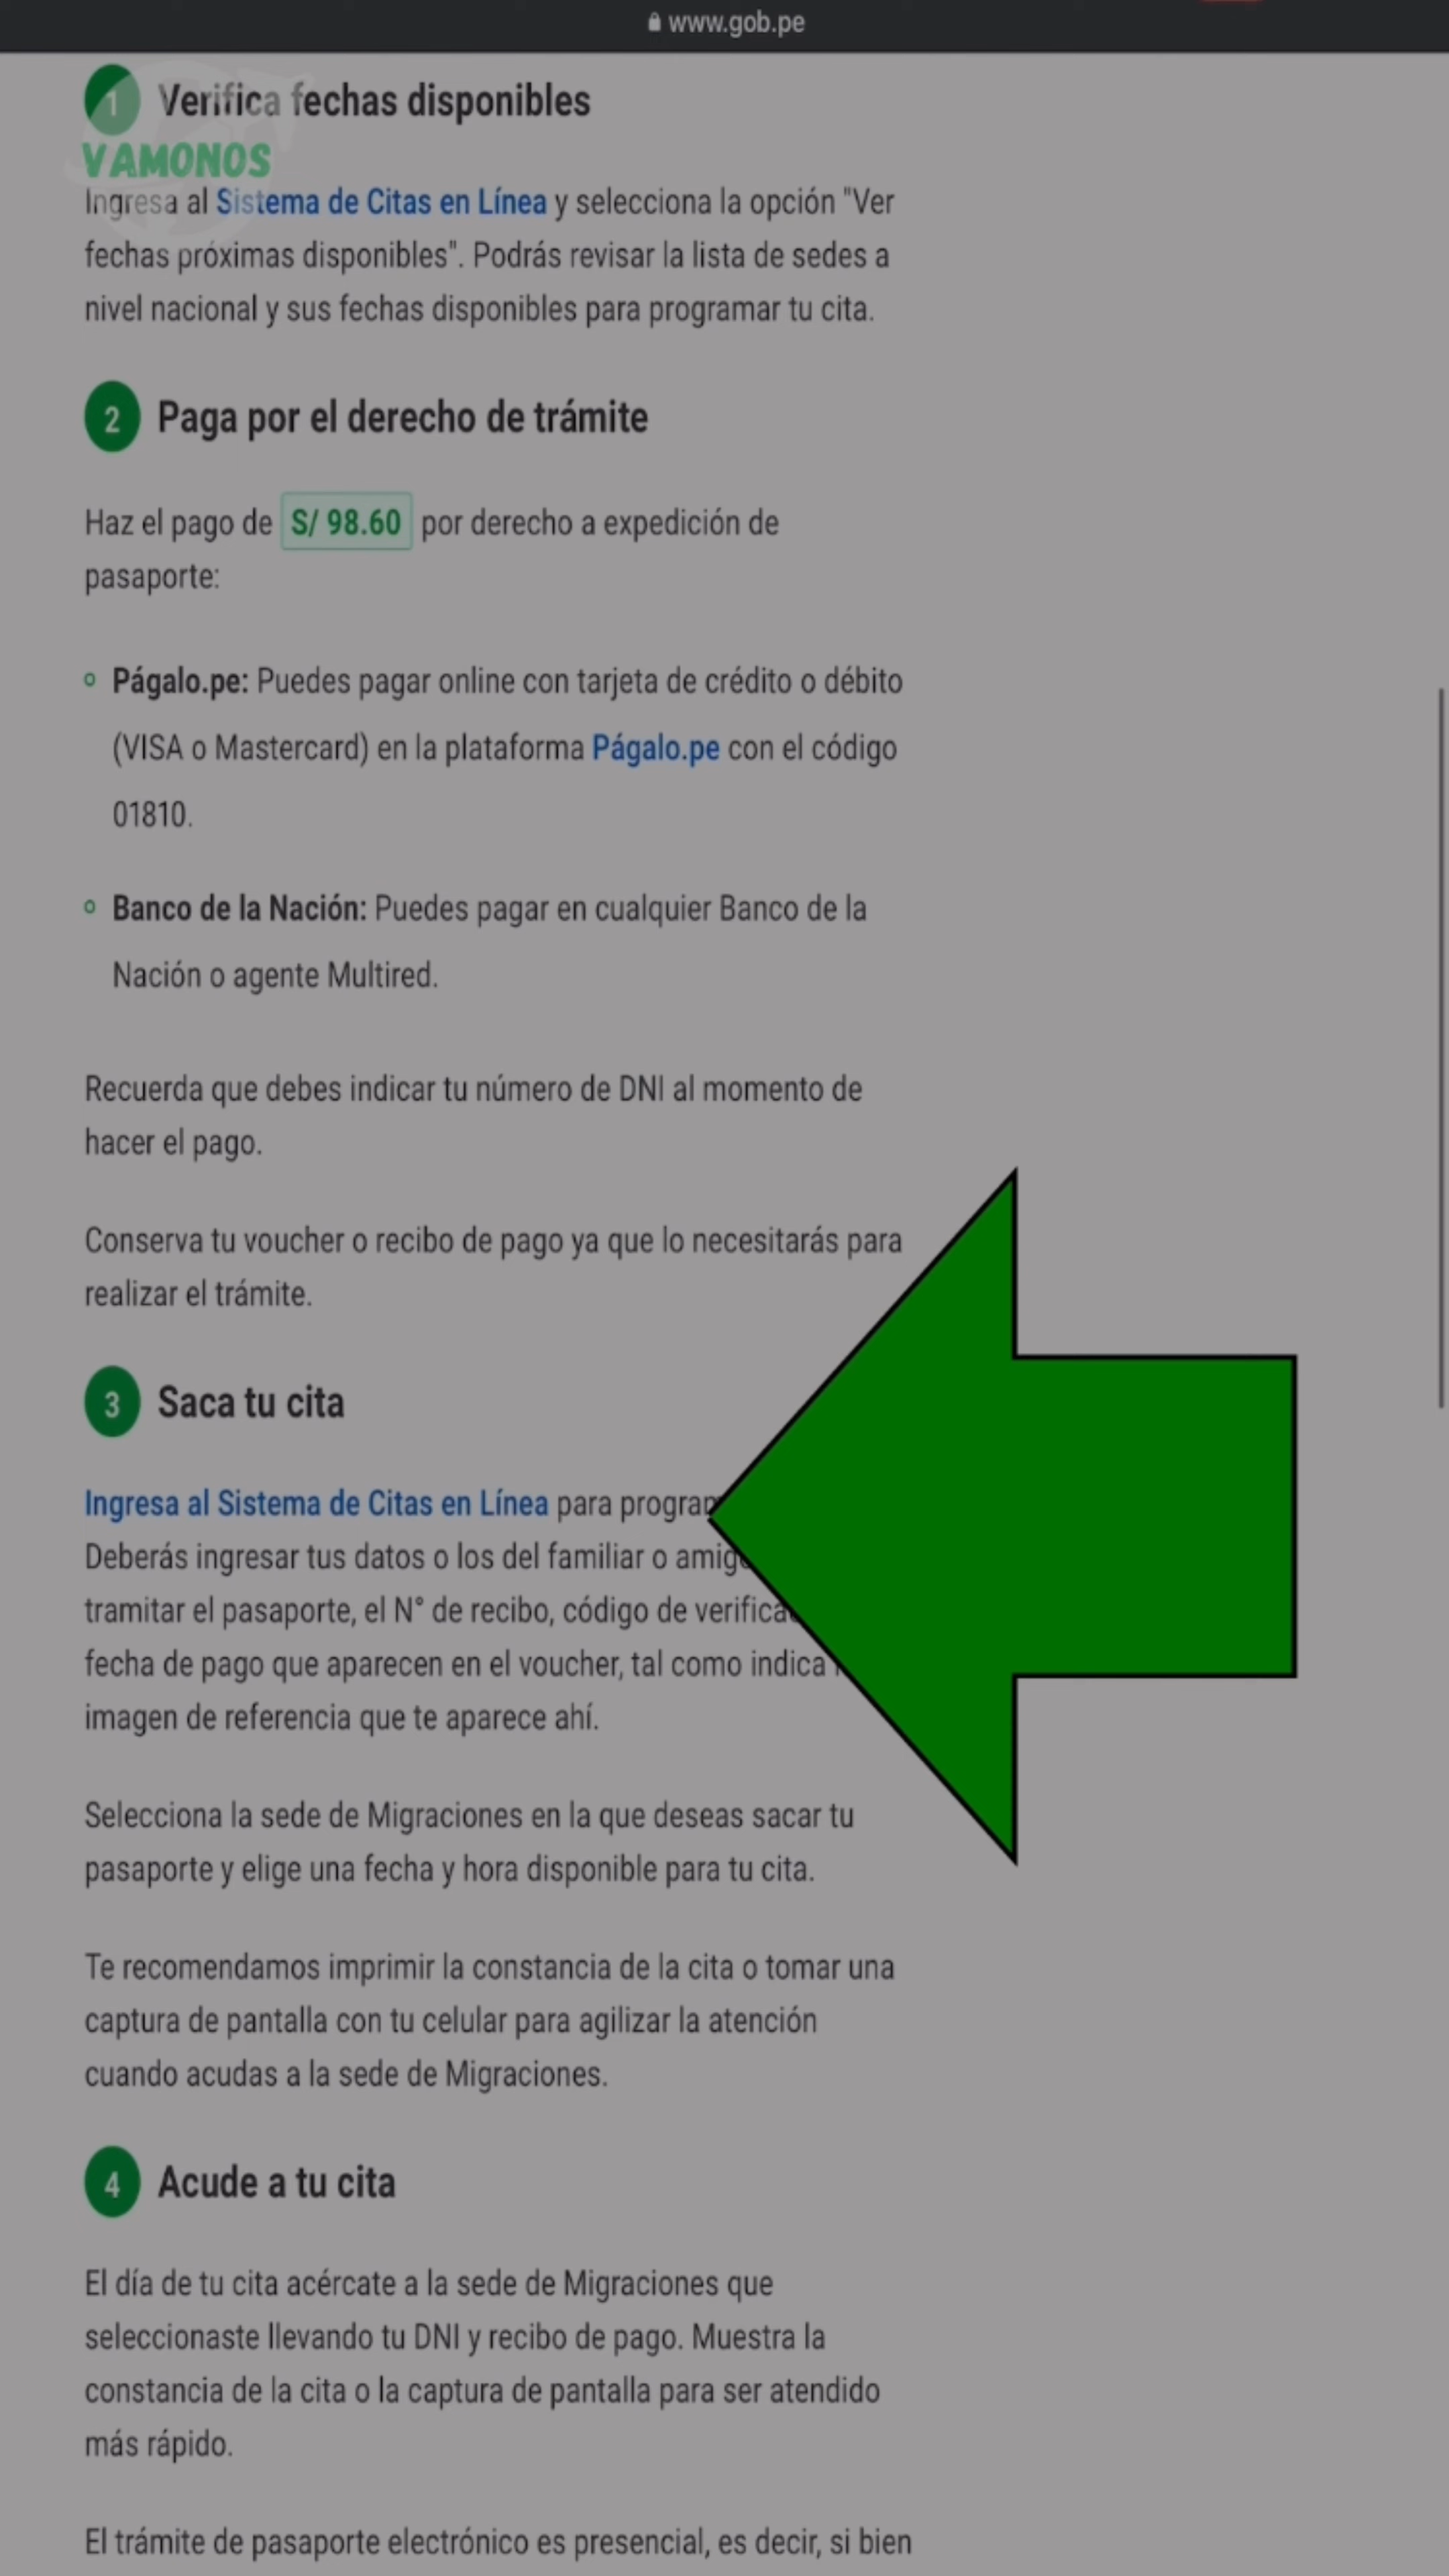 www.gob.pe
1 Verifica fechas disponibles
VAMONOS
Ingresa al Sistema de Citas en Línea y selecciona la opción "Ver
fechas próximas disponibles". Podrás revisar la lista de sedes a
nivel nacional y sus fechas disponibles para programar tu cita.
2 Paga por el derecho de trámite
Haz el pago de S/ 98.60 por derecho a expedición de
pasaporte:
Págalo.pe: Puedes pagar online con tarjeta de crédito o débito
(VISA o Mastercard) en la plataforma Págalo.pe con el código
01810.
Banco de la Nación: Puedes pagar en cualquier Banco de la
Nación o agente Multired.
Recuerda que debes indicar tu número de DNI al momento de
hacer el pago.
Conserva tu voucher o recibo de pago ya que lo necesitarás para
realizar el trámite.
3 Saca tu cita
Ingresa al Sistema de Citas en Línea para
Deberás ingresar tus datos o los del familiar o
tramitar el pasaporte, el N° de recibo, código de
fecha de pago que aparecen en el voucher, tal como indica
imagen de referencia que te aparece ahí.
Selecciona la sede de Migraciones en la que deseas sacar tu
pasaporte y elige una fecha y hora disponible para tu cita.
Te recomendamos imprimir la constancia de la cita o tomar una
captura de pantalla con tu celular para agilizar la atención
cuando acudas a la sede de Migraciones.
4 Acude a tu cita
El día de tu cita acércate a la sede de Migraciones que
seleccionaste llevando tu DNI y recibo de pago. Muestra la
constancia de la cita o la captura de pantalla para ser atendido
más rápido.
El trámite de pasaporte electrónico es presencial, es decir, si bien